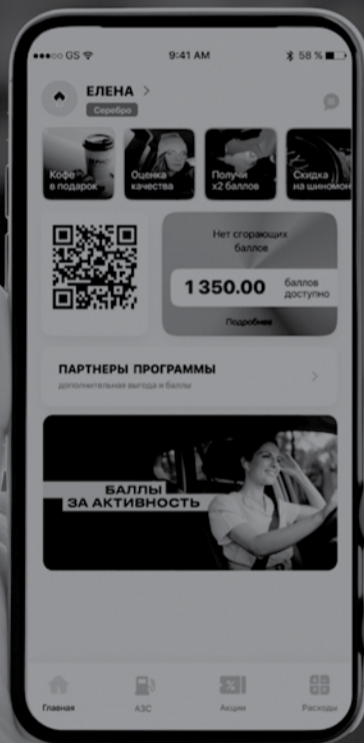 GS
9:41 AM
58 %
ЕЛЕНА
Серебро
Кофе
в подарок
Оценка
качества
Получи
x2 баллов
Скидка
на шиномон
Нет сгорающих
баллов
1 350.00
баллов
доступно
Подробнее
ПАРТНЕРЫ ПРОГРАММЫ
дополнительная выгода и баллы
БАЛЛЫ
ЗА АКТИВНОСТЬ
Главная
АЗС
Акции
Расходы